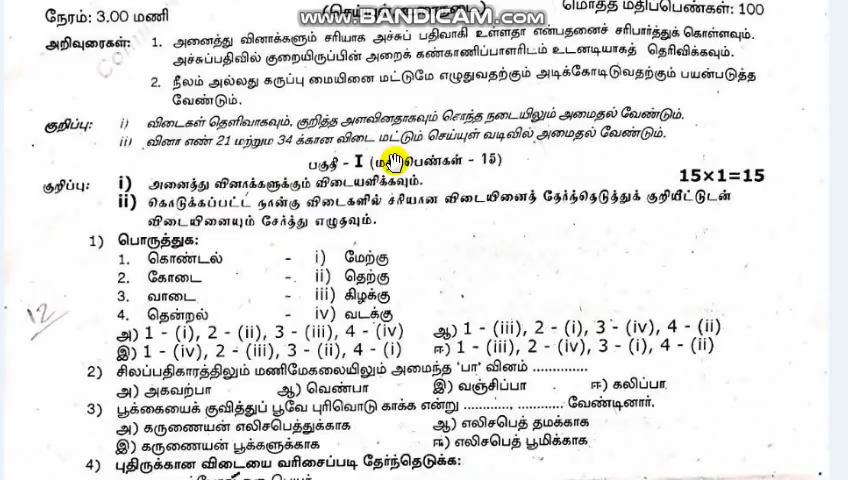 WWW.BANDICAM.COM
நேரம்: 3.00 மணி மொத்த மதிப்பெண்கள்: 100
அறிவுரைகள்: 1. அனைத்து வினாக்களும் சரியாக அச்சுப் பதிவாகி உள்ளதா என்பதனைச் சரிபார்த்துக் கொள்ளவும்.
அச்சுப்பதிவில் குறையிருப்பின் அறைக் கண்காணிப்பாளரிடம் உடனடியாகத் தெரிவிக்கவும்.
2. நீலம் அல்லது கருப்பு மையினை மட்டுமே எழுதுவதற்கும் அடிக்கோடிடுவதற்கும் பயன்படுத்த
வேண்டும்.
குறிப்பு: i) விடைகள் தெளிவாகவும், குறித்த அளவினதாகவும் சொந்த நடையிலும் அமைதல் வேண்டும்.
ii) வினா எண் 21 மற்றும 34 க்கான விடை மட்டும் செய்யுள் வடிவில் அமைதல் வேண்டும்.
பகுதி - I - 15)
குறிப்பு: i) அனைத்து வினாக்களுக்கும் விடையளிக்கவும். 15×1=15
ii) கொடுக்கப்பட்ட நான்கு விடைகளில் சரியான விடையினைத் தேர்ந்தெடுத்துக் குறியீட்டுடன்
விடையினையும் சேர்த்து எழுதவும்.
1) பொருத்துக:
1. கொண்டல் - i) மேற்கு
2. கோடை - ii) தெற்கு
3. வாடை - iii) கிழக்கு
4. தென்றல் - iv) வடக்கு
12
அ) 1 - (i), 2 - (ii), 3 - (iii), 4 - (iv) ஆ) 1 - (iii), 2 - (i), 3 - (iv), 4 - (ii)
இ) 1 - (iv), 2 - (iii), 3 - (ii), 4 - (i) ஈ) 1 - (iii), 2 - (iv), 3 - (i), 4 - (ii)
2) சிலப்பதிகாரத்திலும் மணிமேகலையிலும் அமைந்த 'பா' வினம் ..............
அ) அகவற்பா ஆ) வெண்பா இ) வஞ்சிப்பா ஈ) கலிப்பா
3) பூக்கையைக் குவித்துப் பூவே புரிவொடு காக்க என்று ............, ............ வேண்டினார்.
அ) கருணையன் எலிசபெத்துக்காக ஆ) எலிசபெத் தமக்காக
இ) கருணையன் பூக்களுக்காக ஈ) எலிசபெத் பூமிக்காக
4) புதிருக்கான விடையை வரிசைப்படி தேர்ந்தெடுக்க: